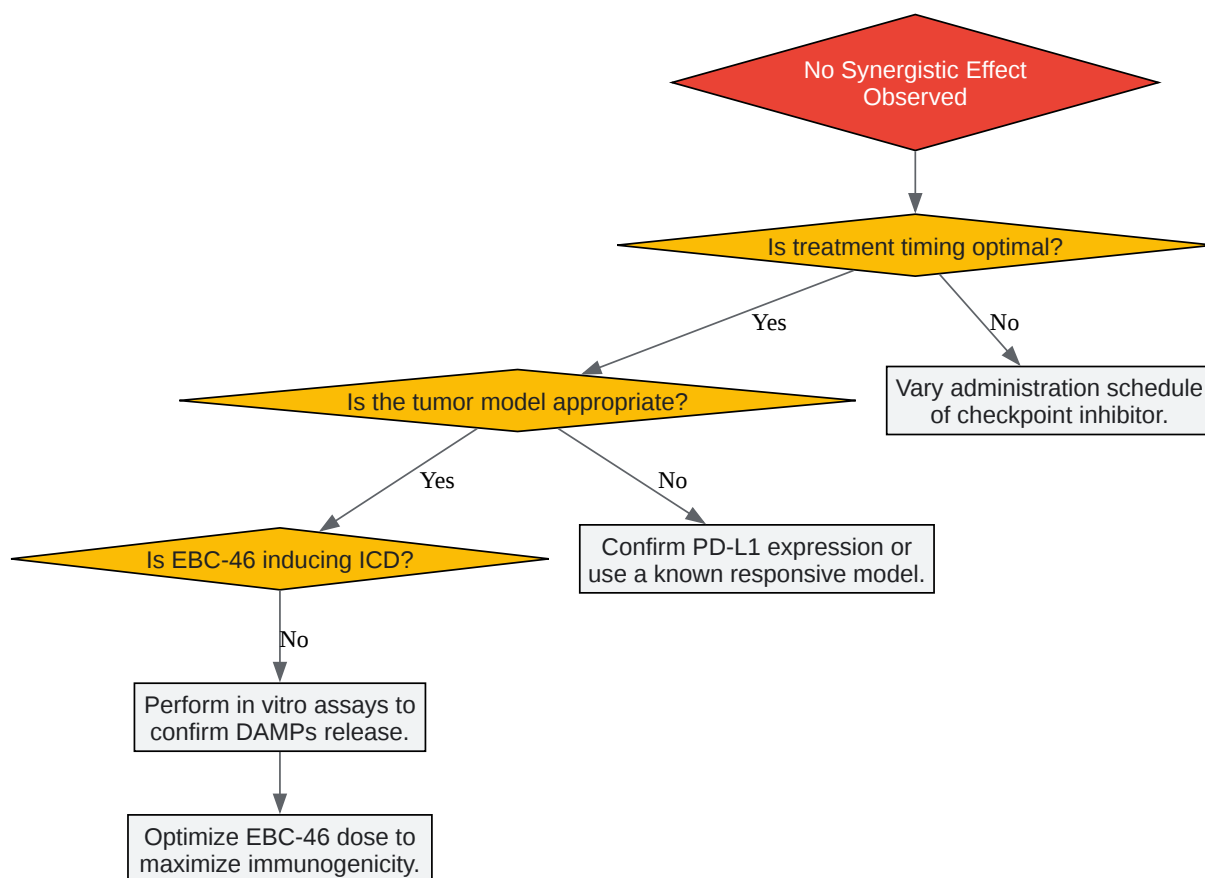 No Synergistic Effect
Observed
Is treatment timing optimal?
Yes
No
Is the tumor model appropriate?
Vary administration schedule
of checkpoint inhibitor.
Yes
No
Is EBC-46 inducing ICD?
Confirm PD-L1 expression or
use a known responsive model.
No
Perform in vitro assays to
confirm DAMPs release.
Optimize EBC-46 dose to
maximize immunogenicity.